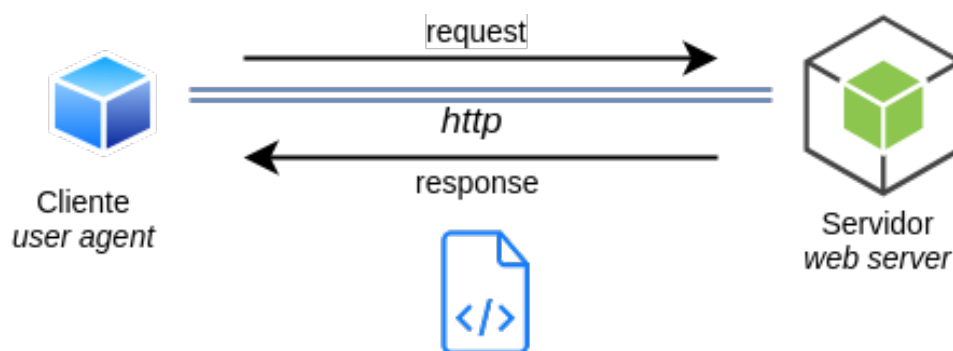 request
http
response
Cliente
user agent
Servidor
web server
</>